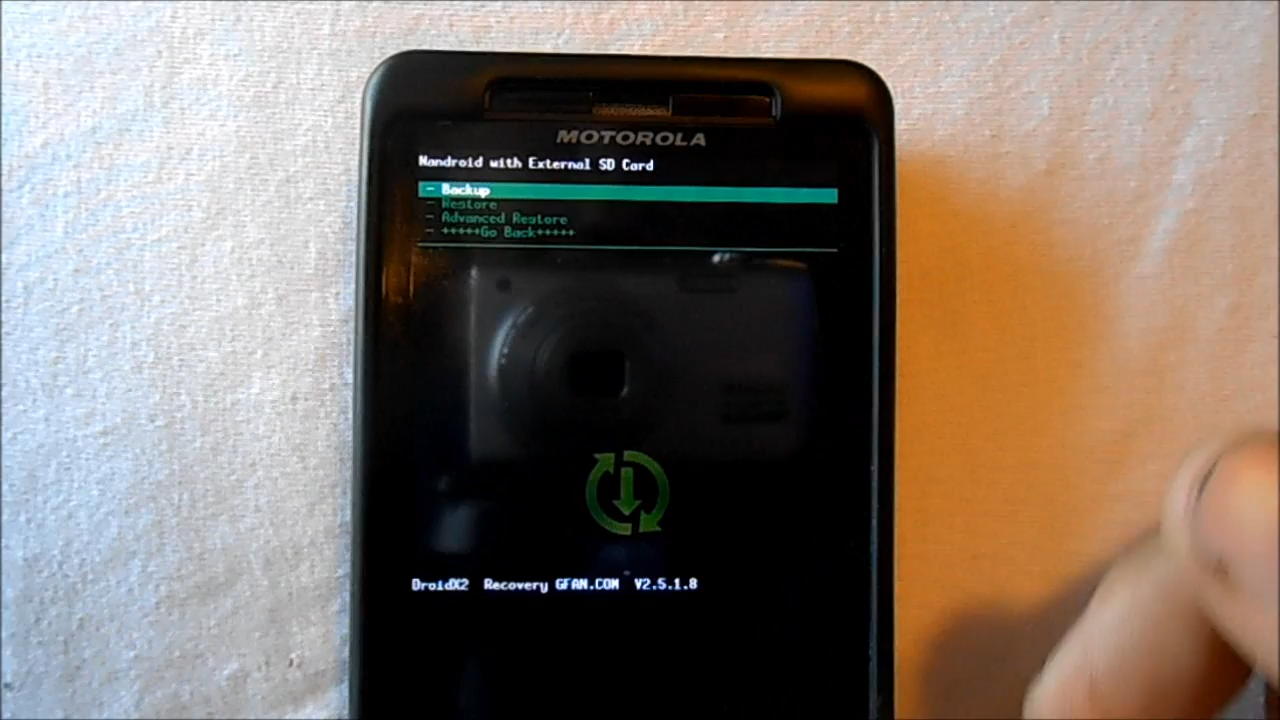 MOTOROLA
Nandroid with External SD Card
- Backup
- Restore
- Advanced Restore
- +++++Go Back+++++
DroidX2 Recovery GFAN.COM V2.5.1.8